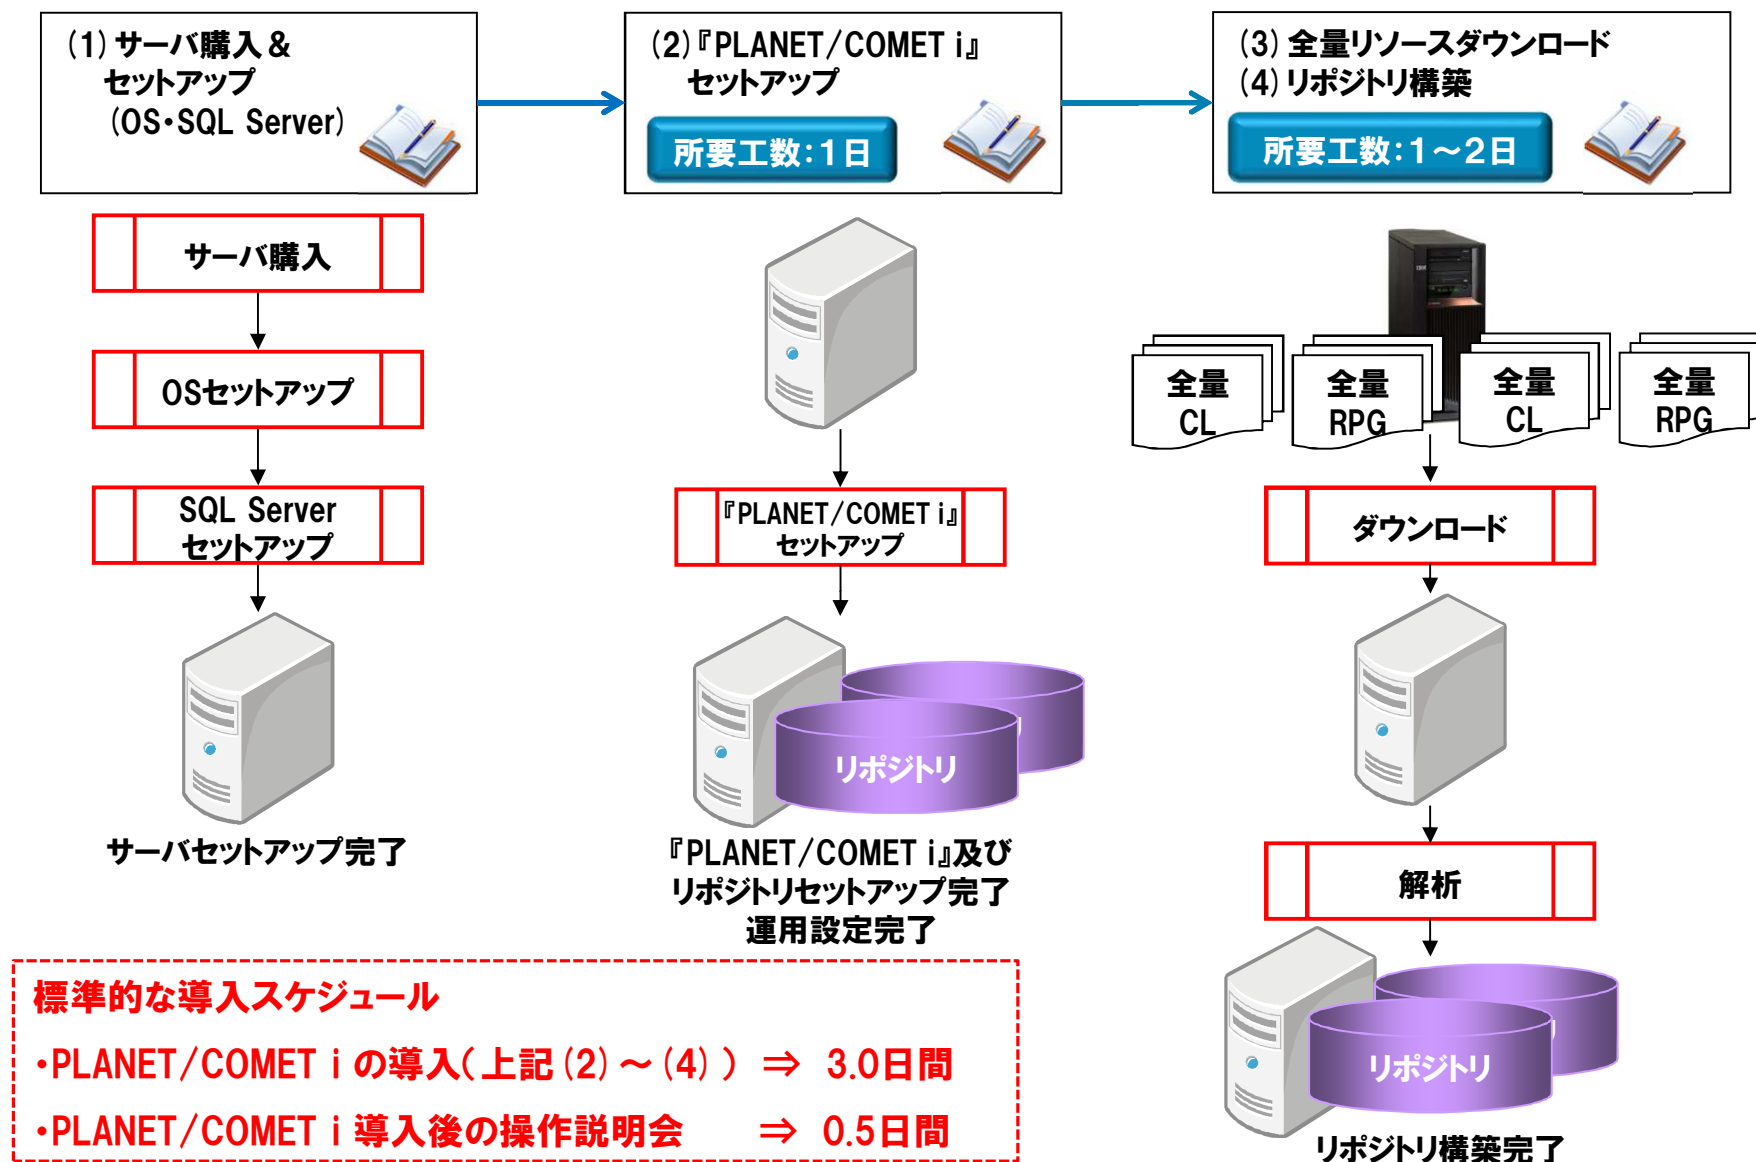 (1)サーバ購入＆
セットアップ
(OS・SQL Server)
(2)『PLANET/COMET i』
セットアップ
所要工数：1日
(3)全量リソースダウンロード
(4)リポジトリ構築
所要工数：1～2日
サーバ購入
OSセットアップ
SQL Server
セットアップ
サーバセットアップ完了
『PLANET/COMET i』
セットアップ
リポジトリ
『PLANET/COMET i』及び
リポジトリセットアップ完了
運用設定完了
全量
CL
全量
RPG
全量
CL
全量
RPG
ダウンロード
解析
リポジトリ
リポジトリ構築完了
標準的な導入スケジュール
・PLANET/COMET i の導入(上記(2)～(4)) ⇒ 3.0日間
・PLANET/COMET i 導入後の操作説明会 ⇒ 0.5日間